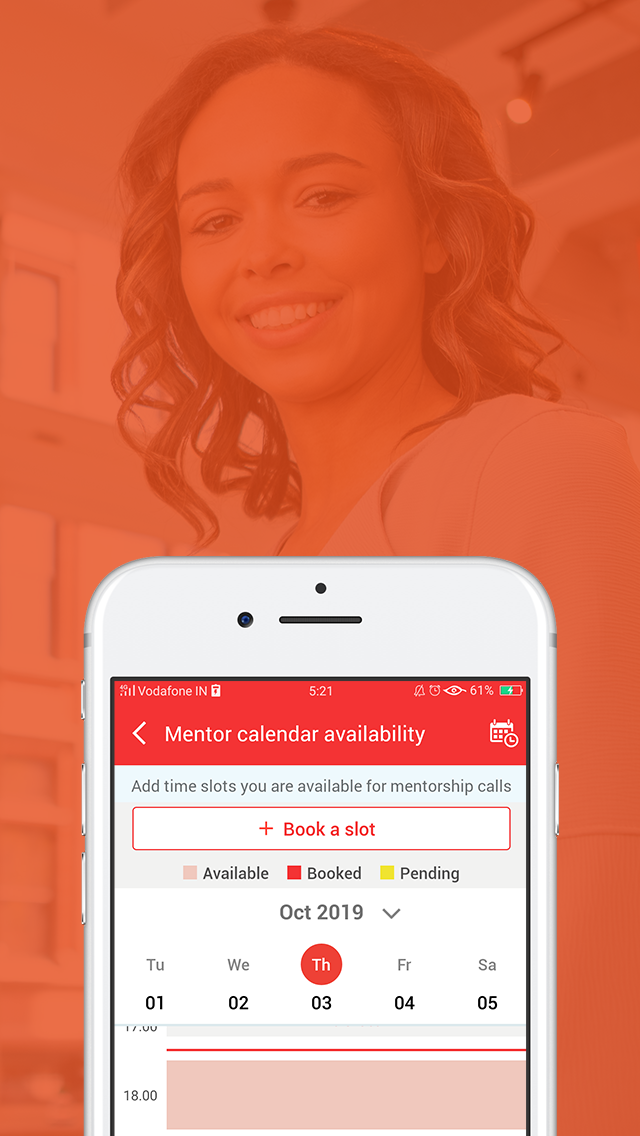 4G Vodafone IN 5:21 61%
Mentor calendar availability
Add time slots you are available for mentorship calls
+ Book a slot
Available Booked Pending
Oct 2019
Tu We Th Fr Sa
01 02 03 04 05
17.00
18.00